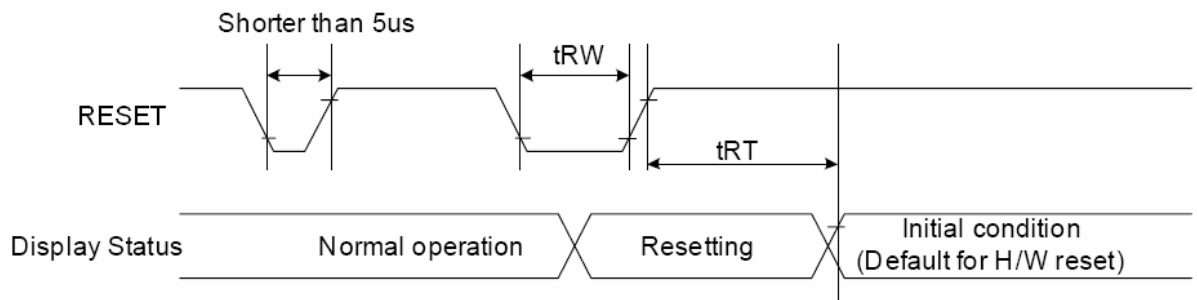 Shorter than 5us
tRW
RESET
tRT
Display Status
Normal operation
Resetting
Initial condition
(Default for H/W reset)